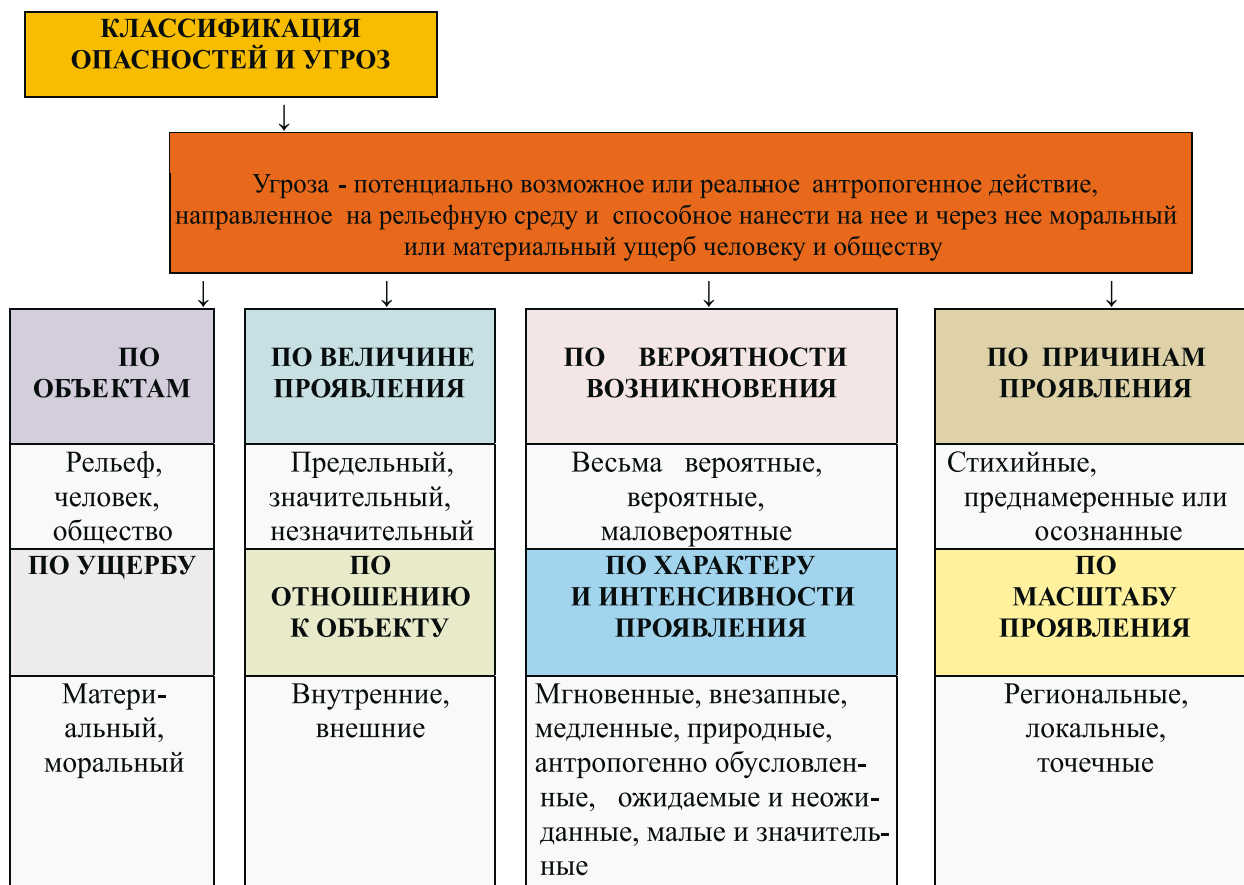 КЛАССИФИКАЦИЯ
ОПАСНОСТЕЙ И УГРОЗ
↓
Угроза - потенциально возможное или реальное антропогенное действие,
направленное на рельефную среду и способное нанести на нее и через нее моральный
или материальный ущерб человеку и обществу
↓ ↓ ↓ ↓
ПО
ОБЪЕКТАМ
Рельеф,
человек,
общество
ПО УЩЕРБУ
Матери-
альный,
моральный
ПО ВЕЛИЧИНЕ
ПРОЯВЛЕНИЯ
Предельный,
значительный,
незначительный
ПО
ОТНОШЕНИЮ
К ОБЪЕКТУ
Внутренние,
внешние
ПО ВЕРОЯТНОСТИ
ВОЗНИКНОВЕНИЯ
Весьма вероятные,
вероятные,
маловероятные
ПО ХАРАКТЕРУ
И ИНТЕНСИВНОСТИ
ПРОЯВЛЕНИЯ
Мгновенные, внезапные,
медленные, природные,
антропогенно обусловлен-
ные, ожидаемые и неожи-
данные, малые и значитель-
ные
ПО ПРИЧИНАМ
ПРОЯВЛЕНИЯ
Стихийные,
преднамеренные или
осознанные
ПО
МАСШТАБУ
ПРОЯВЛЕНИЯ
Региональные,
локальные,
точечные